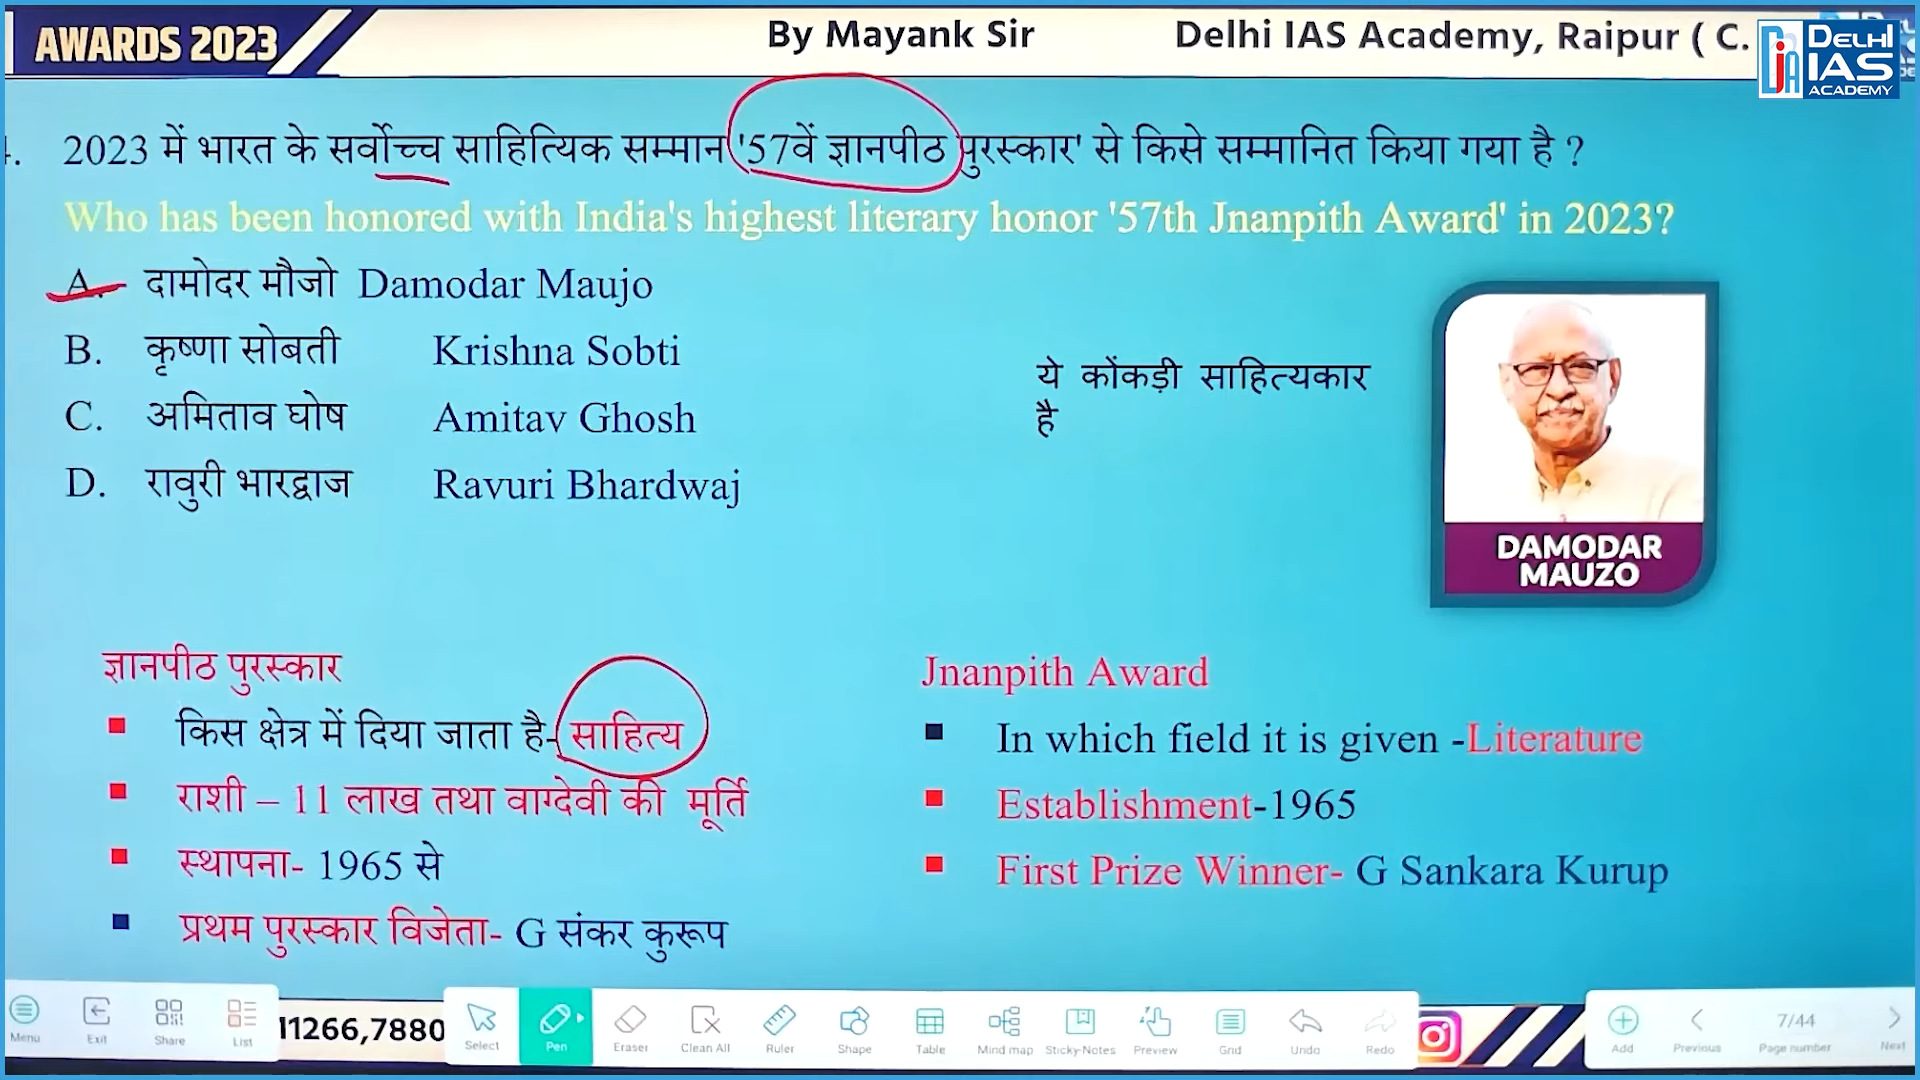 AWARDS 2023
By Mayank Sir
Delhi IAS Academy, Raipur ( C.
DELHI
IAS
ACADEMY
2023 में भारत के सर्वोच्च साहित्यिक सम्मान '57वें ज्ञानपीठ पुरस्कार' से किसे सम्मानित किया गया है ?
Who has been honored with India's highest literary honor '57th Jnanpith Award' in 2023?
A. दामोदर मौजो Damodar Maujo
B. कृष्णा सोबती Krishna Sobti
C. अमिताव घोष Amitav Ghosh
D. रावुरी भारद्वाज Ravuri Bhardwaj
ये कोंकड़ी साहित्यकार
है
DAMODAR
MAUZO
ज्ञानपीठ पुरस्कार
किस क्षेत्र में दिया जाता है- साहित्य
राशी – 11 लाख तथा वाग्देवी की मूर्ति
स्थापना- 1965 से
प्रथम पुरस्कार विजेता- G संकर कुरूप
Jnanpith Award
In which field it is given -Literature
Establishment-1965
First Prize Winner- G Sankara Kurup
11266,7880
Menu Exit Share List Select Pen Eraser Clean All Ruler Shape Table Mind map Sticky-Notes Preview Grid Undo Redo Add Previous Page number Next
7/44